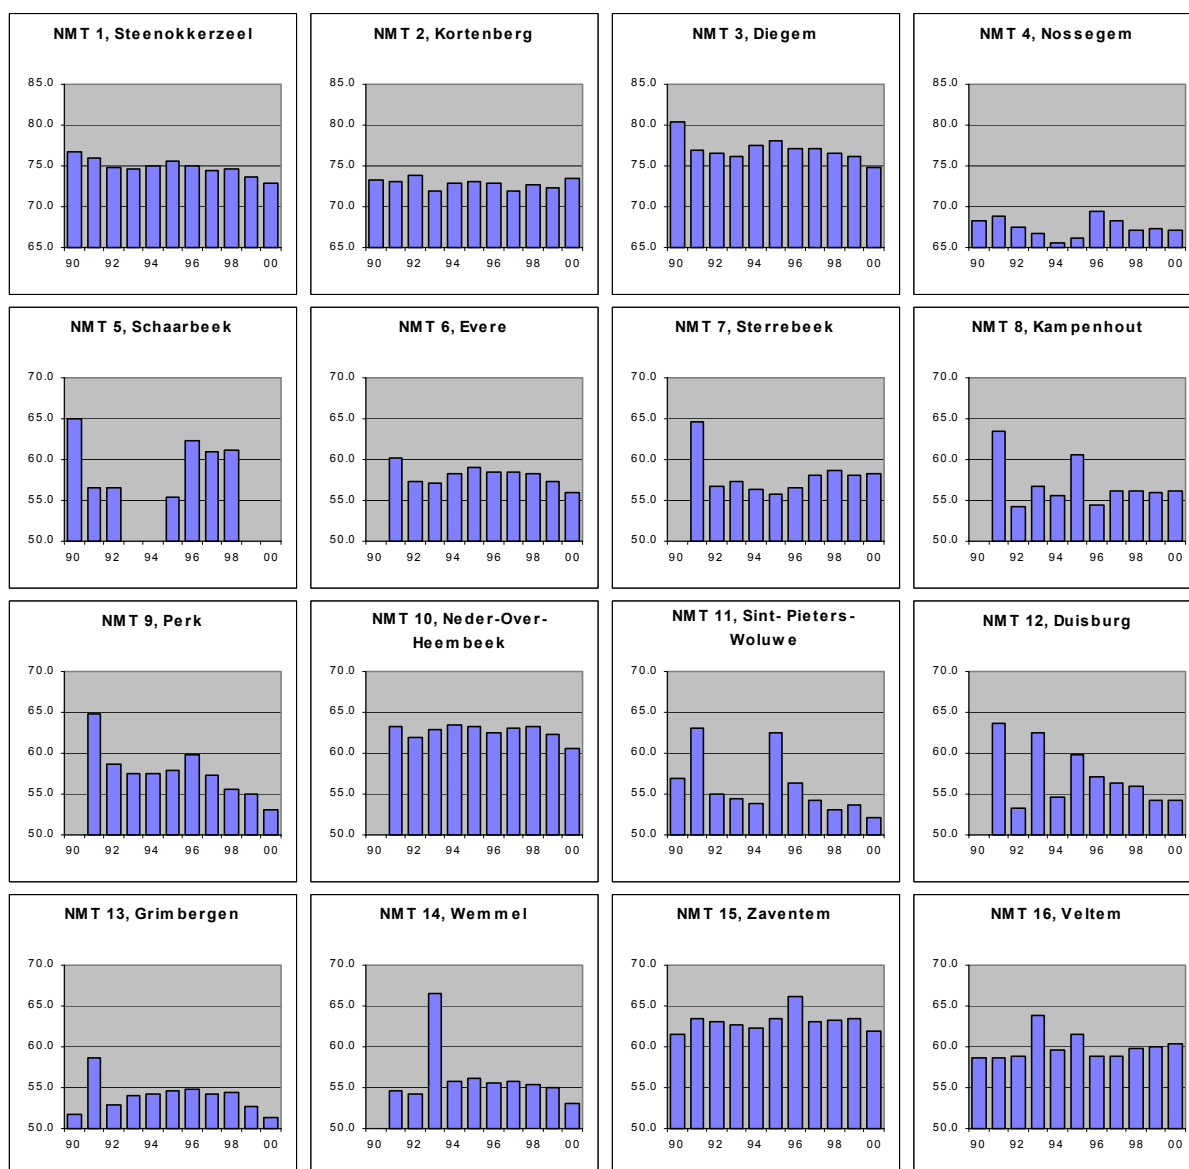 NMT 1, Steenokkerzeel
85.0
80.0
75.0
70.0
65.0
90 92 94 96 98 00
NMT 2, Kortenberg
85.0
80.0
75.0
70.0
65.0
90 92 94 96 98 00
NMT 3, Diegem
85.0
80.0
75.0
70.0
65.0
90 92 94 96 98 00
NMT 4, Nossegem
85.0
80.0
75.0
70.0
65.0
90 92 94 96 98 00
NMT 5, Schaarbeek
70.0
65.0
60.0
55.0
50.0
90 92 94 96 98 00
NMT 6, Evere
70.0
65.0
60.0
55.0
50.0
90 92 94 96 98 00
NMT 7, Sterrebeek
70.0
65.0
60.0
55.0
50.0
90 92 94 96 98 00
NMT 8, Kampenhout
70.0
65.0
60.0
55.0
50.0
90 92 94 96 98 00
NMT 9, Perk
70.0
65.0
60.0
55.0
50.0
90 92 94 96 98 00
NMT 10, Neder-Over-
Heembeek
70.0
65.0
60.0
55.0
50.0
90 92 94 96 98 00
NMT 11, Sint-Pieters-
Woluwe
70.0
65.0
60.0
55.0
50.0
90 92 94 96 98 00
NMT 12, Duisburg
70.0
65.0
60.0
55.0
50.0
90 92 94 96 98 00
NMT 13, Grimbergen
70.0
65.0
60.0
55.0
50.0
90 92 94 96 98 00
NMT 14, Wemmel
70.0
65.0
60.0
55.0
50.0
90 92 94 96 98 00
NMT 15, Zaventem
70.0
65.0
60.0
55.0
50.0
90 92 94 96 98 00
NMT 16, Veltem
70.0
65.0
60.0
55.0
50.0
90 92 94 96 98 00